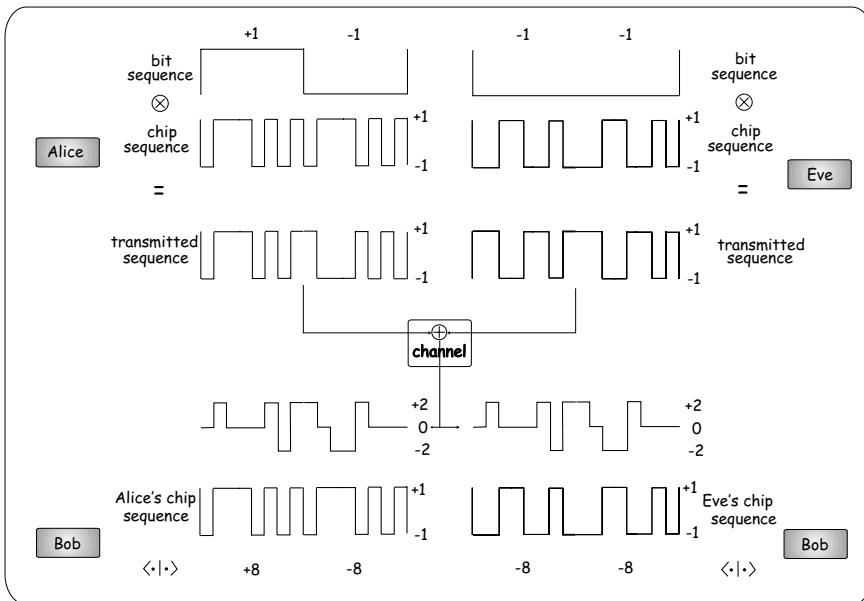 +1 -1 -1 -1
bit sequence
bit sequence
⊗ ⊗
+1 +1
Alice
chip sequence
chip sequence
Eve
-1 -1
= =
+1 +1
transmitted sequence
transmitted sequence
-1 -1
⊕
channel
+2 +2
0 0
-2 -2
Alice's chip sequence
+1 +1
Eve's chip sequence
-1 -1
Bob Bob
⟨•|•⟩ +8 -8 -8 -8 ⟨•|•⟩